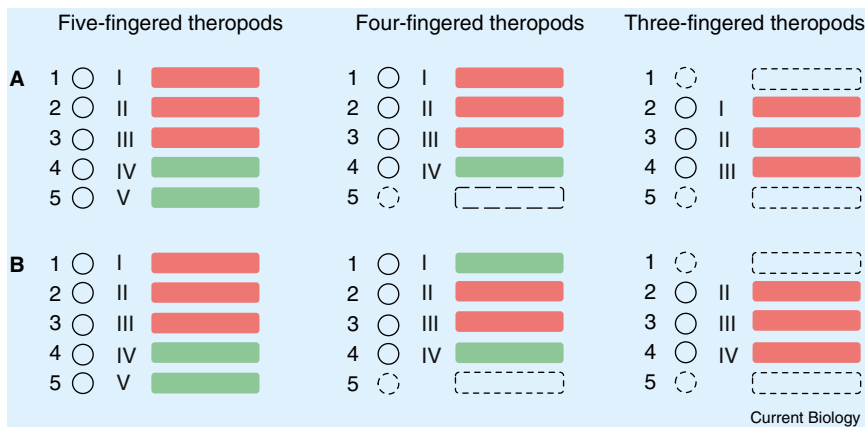 Five-fingered theropods Four-fingered theropods Three-fingered theropods
A 1 I 1 I 1
2 II 2 II 2 I
3 III 3 III 3 II
4 IV 4 IV 4 III
5 V 5 5
B 1 I 1 I 1
2 II 2 II 2 II
3 III 3 III 3 III
4 IV 4 IV 4 IV
5 V 5 5
Current Biology